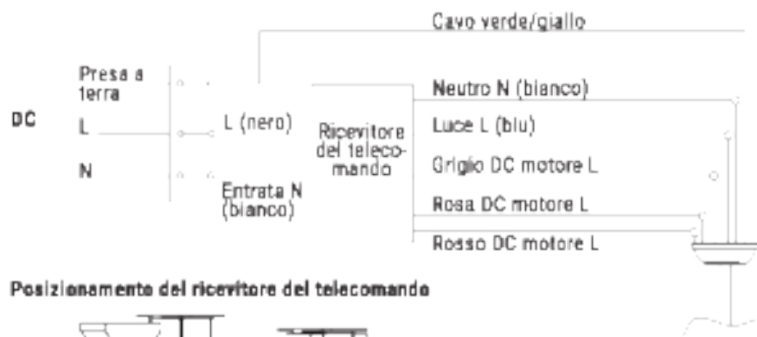 Cavo verde/giallo
Presa a
terra
DC
L
N
L (nero)
Entrata N
(bianco)
Ricevitore
del teleco-
mando
Neutro N (bianco)
Luce L (blu)
Grigio DC motore L
Rosa DC motore L
Rosso DC motore L
Posizionamento del ricevitore del telecomando